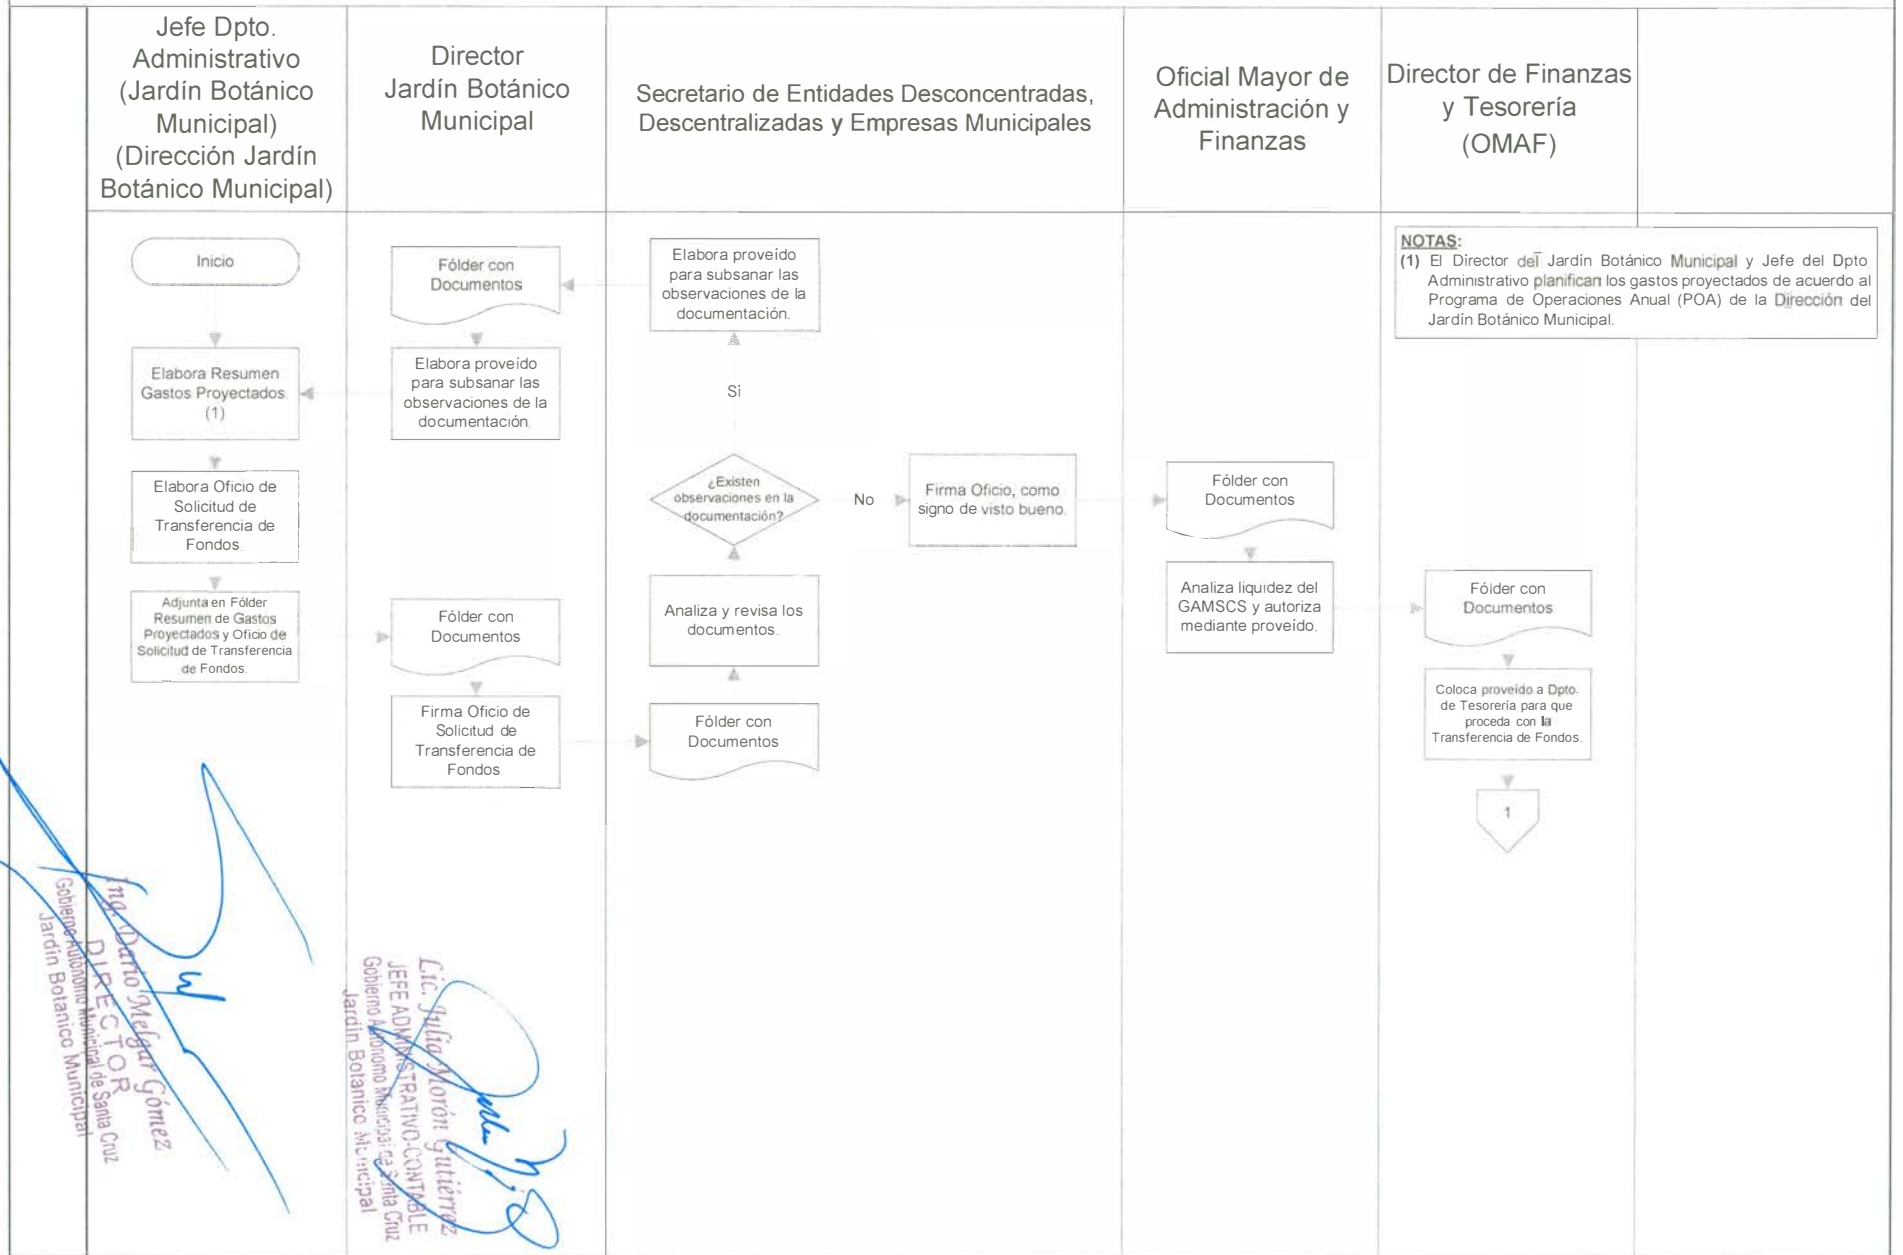 Jefe Dpto.
Administrativo
(Jardín Botánico
Municipal)
(Dirección Jardín
Botánico Municipal)
Director
Jardín Botánico
Municipal
Secretario de Entidades Desconcentradas,
Descentralizadas y Empresas Municipales
Oficial Mayor de
Administración y
Finanzas
Director de Finanzas
y Tesorería
(OMAF)
Inicio
Elabora Resumen
Gastos Proyectados.
(1)
Elabora Oficio de
Solicitud de
Transferencia de
Fondos.
Adjunta en Fólder
Resumen de Gastos
Proyectados y Oficio de
Solicitud de Transferencia
de Fondos.
Fólder con
Documentos
Elabora proveído
para subsanar las
observaciones de la
documentación.
Fólder con
Documentos
Firma Oficio de
Solicitud de
Transferencia de
Fondos
Elabora proveído
para subsanar las
observaciones de la
documentación.
Si
¿Existen
observaciones en la
documentación?
No
Firma Oficio, como
signo de visto bueno.
Analiza y revisa los
documentos.
Fólder con
Documentos
Fólder con
Documentos
Analiza liquidez del
GAMSCS y autoriza
mediante proveído.
NOTAS:
(1) El Director del Jardín Botánico Municipal y Jefe del Dpto
Administrativo planifican los gastos proyectados de acuerdo al
Programa de Operaciones Anual (POA) de la Dirección del
Jardín Botánico Municipal.
Fólder con
Documentos
Coloca proveído a Dpto.
de Tesorería para que
proceda con la
Transferencia de Fondos.
1
Ing. Darío Melgar Gómez
DIRECTOR
Gobierno Autónomo Municipal de Santa Cruz
Jardín Botanico Municipal
Lic. Julia Morón Gutiérrez
JEFE ADMINISTRATIVO-CONTABLE
Gobierno Autónomo Municipal de Santa Cruz
Jardín Botanico Municipal